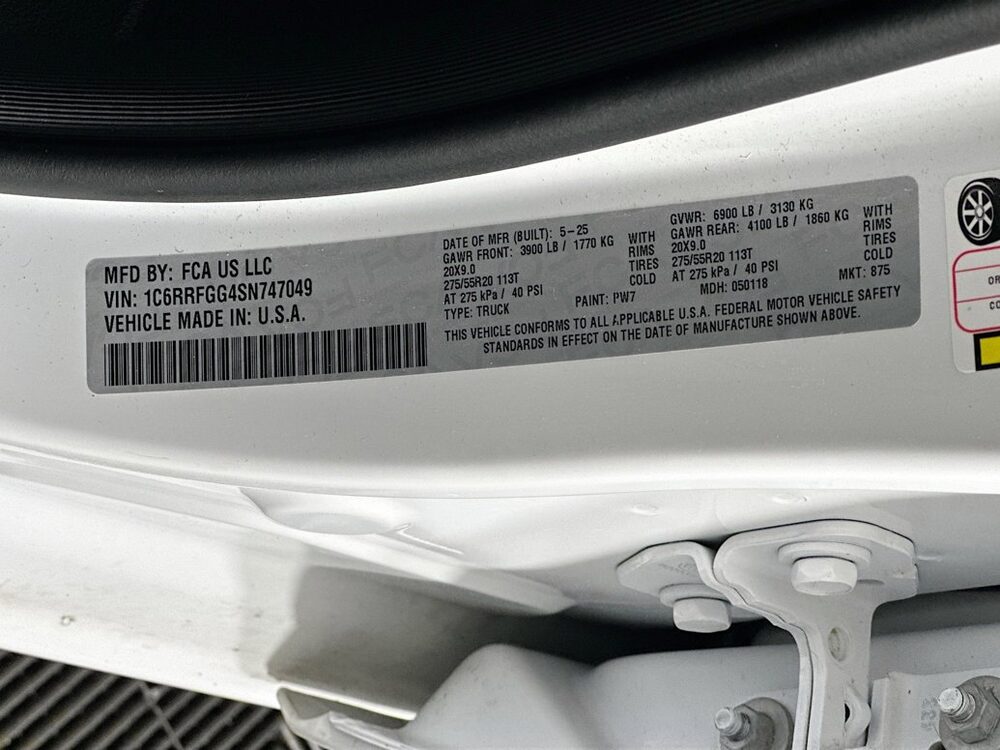 MFD BY: FCA US LLC
VIN: 1C6RRFGG4SN747049
VEHICLE MADE IN: U.S.A.
DATE OF MFR (BUILT): 5-25
GAWR FRONT: 3900 LB / 1770 KG WITH
20X9.0 RIMS
275/55R20 113T TIRES
AT 275 kPa / 40 PSI COLD
TYPE: TRUCK
PAINT: PW7
GVWR: 6900 LB / 3130 KG
GAWR REAR: 4100 LB / 1860 KG WITH
20X9.0 RIMS
275/55R20 113T TIRES
AT 275 kPa / 40 PSI COLD
MDH: 050118
MKT: 875
THIS VEHICLE CONFORMS TO ALL APPLICABLE U.S.A. FEDERAL MOTOR VEHICLE SAFETY
STANDARDS IN EFFECT ON THE DATE OF MANUFACTURE SHOWN ABOVE.
OR
CO